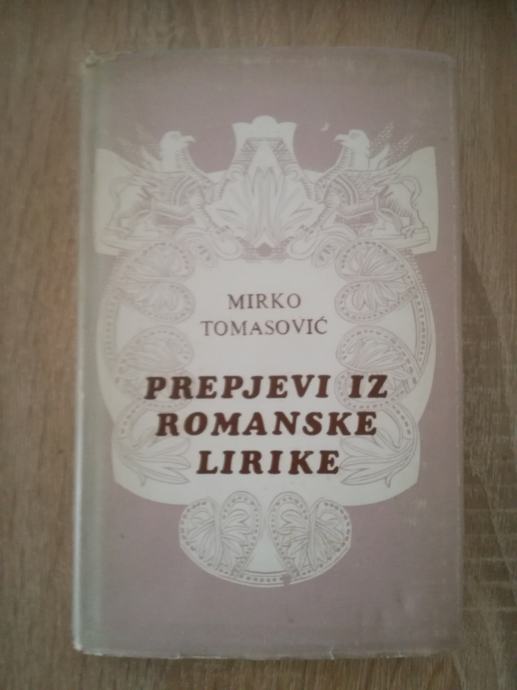 MIRKO
TOMASOVIĆ
PREPJEVI IZ
ROMANSKE
LIRIKE